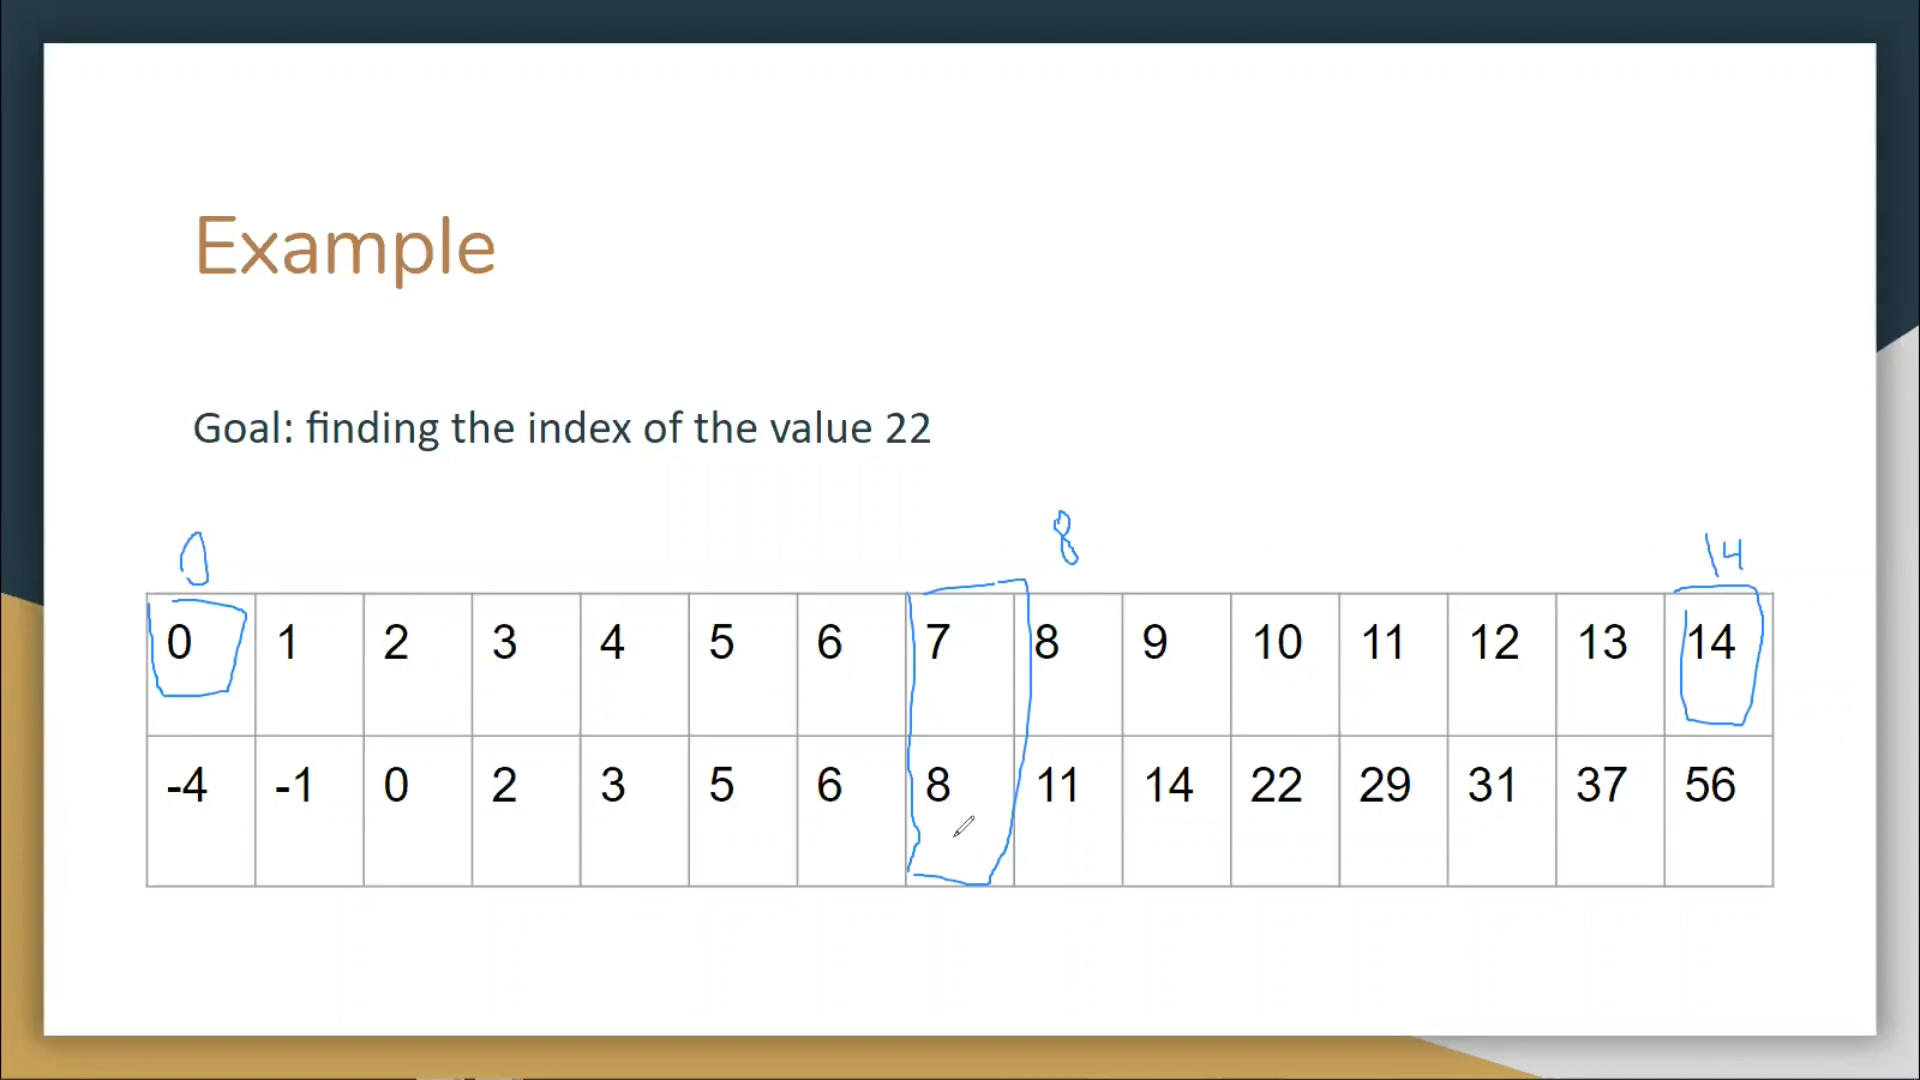 Example
Goal: finding the index of the value 22
0 8 14
0 1 2 3 4 5 6 7 8 9 10 11 12 13 14
-4 -1 0 2 3 5 6 8 11 14 22 29 31 37 56